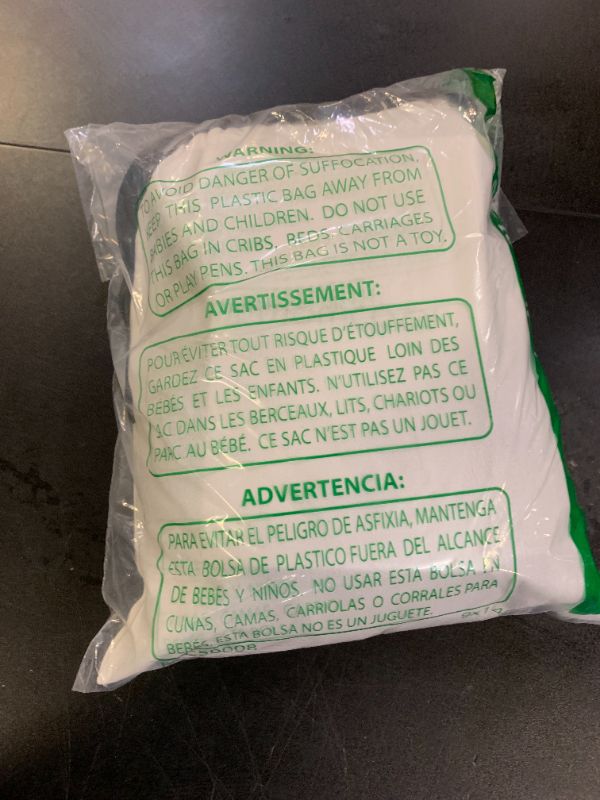 WARNING:
TO AVOID DANGER OF SUFFOCATION,
KEEP THIS PLASTIC BAG AWAY FROM
BABIES AND CHILDREN. DO NOT USE
THIS BAG IN CRIBS, BEDS, CARRIAGES
OR PLAY PENS. THIS BAG IS NOT A TOY.
AVERTISSEMENT:
POUR ÉVITER TOUT RISQUE D'ÉTOUFFEMENT,
GARDEZ CE SAC EN PLASTIQUE LOIN DES
BÉBÉS ET LES ENFANTS. N'UTILISEZ PAS CE
SAC DANS LES BERCEAUX, LITS, CHARIOTS OU
PARC AU BÉBÉ. CE SAC N'EST PAS UN JOUET.
ADVERTENCIA:
PARA EVITAR EL PELIGRO DE ASFIXIA, MANTENGA
ESTA BOLSA DE PLASTICO FUERA DEL ALCANCE
DE BEBÉS Y NIÑOS. NO USAR ESTA BOLSA EN
CUNAS, CAMAS, CARRIOLAS O CORRALES PARA
BEBÉS. ESTA BOLSA NO ES UN JUGUETE.